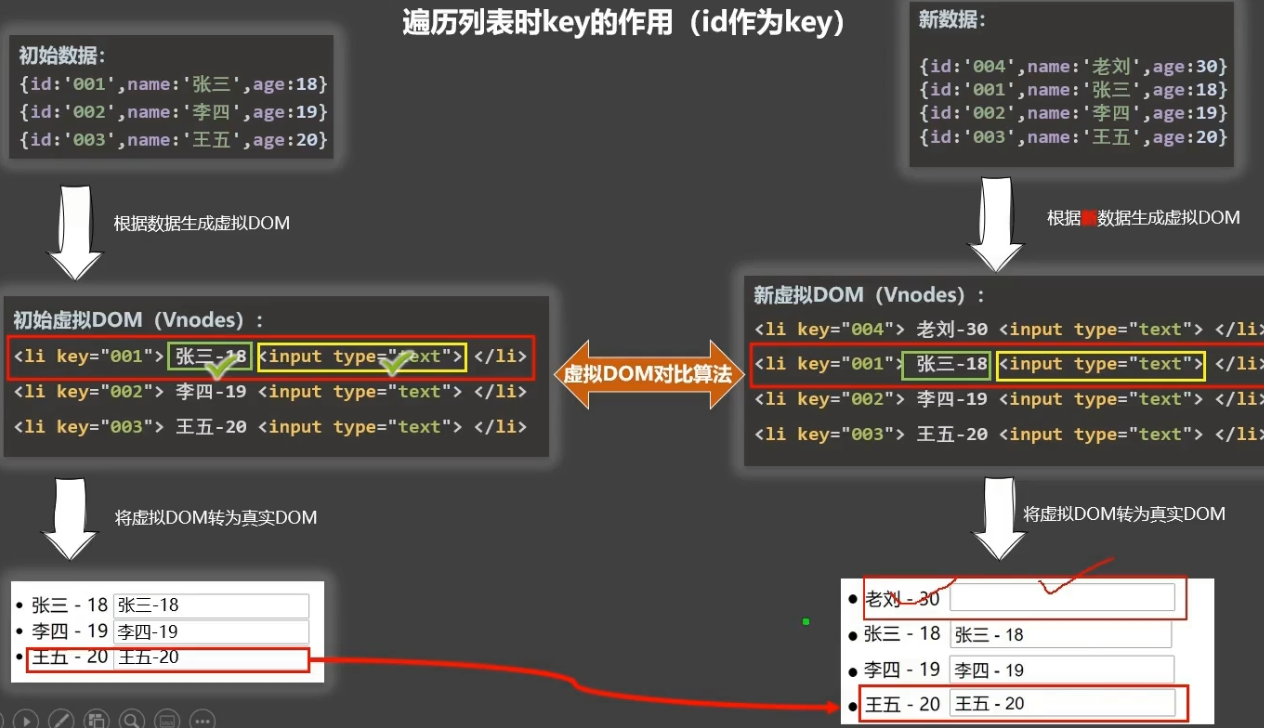 遍历列表时key的作用（id作为key）
初始数据：
{id:'001',name:'张三',age:18}
{id:'002',name:'李四',age:19}
{id:'003',name:'王五',age:20}
新数据：
{id:'004',name:'老刘',age:30}
{id:'001',name:'张三',age:18}
{id:'002',name:'李四',age:19}
{id:'003',name:'王五',age:20}
根据数据生成虚拟DOM
根据 数据生成虚拟DOM
初始虚拟DOM（Vnodes）：
<li key="001"> 张三-18 <input type="text"> </li>
<li key="002"> 李四-19 <input type="text"> </li>
<li key="003"> 王五-20 <input type="text"> </li>
虚拟DOM对比算法
新虚拟DOM（Vnodes）：
<li key="004"> 老刘-30 <input type="text"> </li>
<li key="001"> 张三-18 <input type="text"> </li>
<li key="002"> 李四-19 <input type="text"> </li>
<li key="003"> 王五-20 <input type="text"> </li>
将虚拟DOM转为真实DOM
将虚拟DOM转为真实DOM
• 张三 - 18 张三-18
• 李四 - 19 李四-19
• 王五 - 20 王五-20
• 老刘 - 30
• 张三 - 18 张三 - 18
• 李四 - 19 李四 - 19
• 王五 - 20 王五 - 20